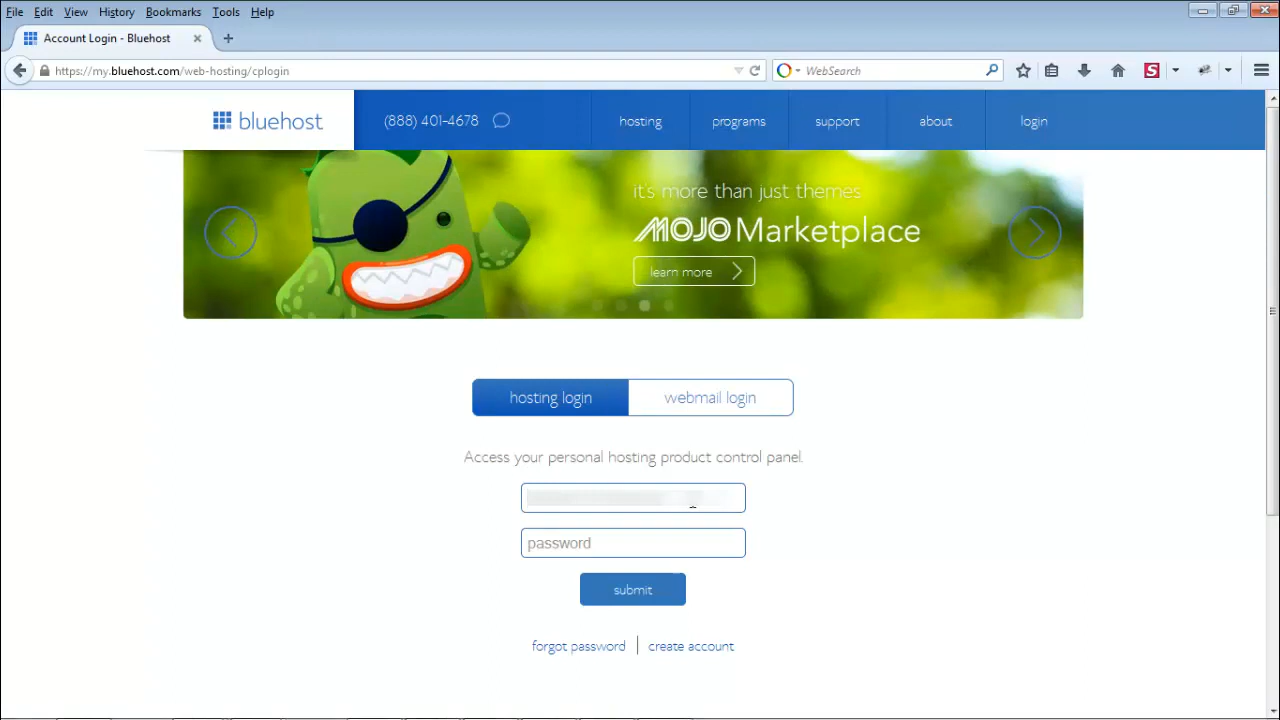 File Edit View History Bookmarks Tools Help
Account Login - Bluehost
https://my.bluehost.com/web-hosting/cplogin
WebSearch
bluehost
(888) 401-4678
hosting
programs
support
about
login
it's more than just themes
MOJO Marketplace
learn more
hosting login
webmail login
Access your personal hosting product control panel.
password
submit
forgot password
create account